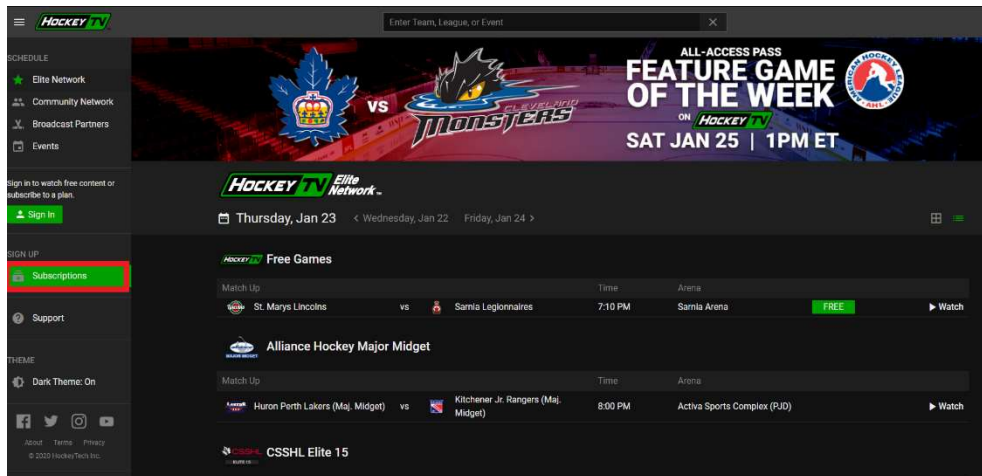 HOCKEY TV
Enter Team, League, or Event
SCHEDULE
Elite Network
Community Network
Broadcast Partners
Events
Sign in to watch free content or
subscribe to a plan.
Sign In
SIGN UP
Subscriptions
Support
THEME
Dark Theme: On
About Terms Privacy
© 2020 HockeyTech Inc.
VS
CLEVELAND
MONSTERS
ALL-ACCESS PASS
FEATURE GAME
OF THE WEEK
ON HOCKEY TV
SAT JAN 25 | 1PM ET
AMERICAN HOCKEY LEAGUE
AHL
HOCKEY TV Elite
Network
Thursday, Jan 23 < Wednesday, Jan 22 Friday, Jan 24 >
HOCKEY TV Free Games
Match Up Time Arena
St. Marys Lincolns vs Sarnia Legionnaires 7:10 PM Sarnia Arena FREE Watch
Alliance Hockey Major Midget
Match Up Time Arena
Huron Perth Lakers (Maj. Midget) vs Kitchener Jr. Rangers (Maj.
Midget) 8:00 PM Activa Sports Complex (PJD) Watch
CSSHL CSSHL Elite 15